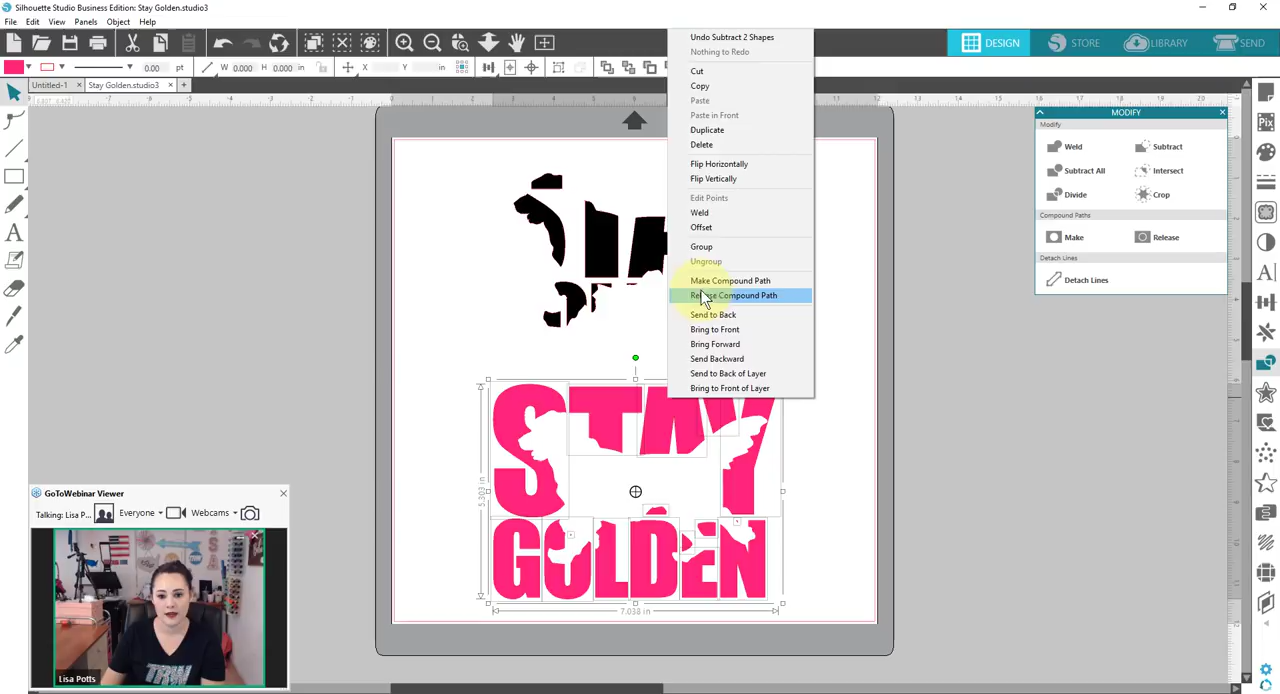 Silhouette Studio Business Edition: Stay Golden.studio3
File Edit View Panels Object Help
DESIGN STORE LIBRARY SEND
0.00 pt W 0.000 H 0.000 X Y
Untitled-1 × Stay Golden.studio3 × +
MODIFY
Modify
Weld Subtract
Subtract All Intersect
Divide Crop
Compound Paths
Make Release
Detach Lines
Detach Lines
Undo Subtract 2 Shapes
Nothing to Redo
Cut
Copy
Paste
Paste in Front
Duplicate
Delete
Flip Horizontally
Flip Vertically
Edit Points
Weld
Offset
Group
Ungroup
Make Compound Path
Release Compound Path
Send to Back
Bring to Front
Bring Forward
Send Backward
Send to Back of Layer
Bring to Front of Layer
STAY
GOLDEN
5.303 in
7.038 in
GoToWebinar Viewer
Talking: Lisa P... Everyone Webcams
Lisa Potts